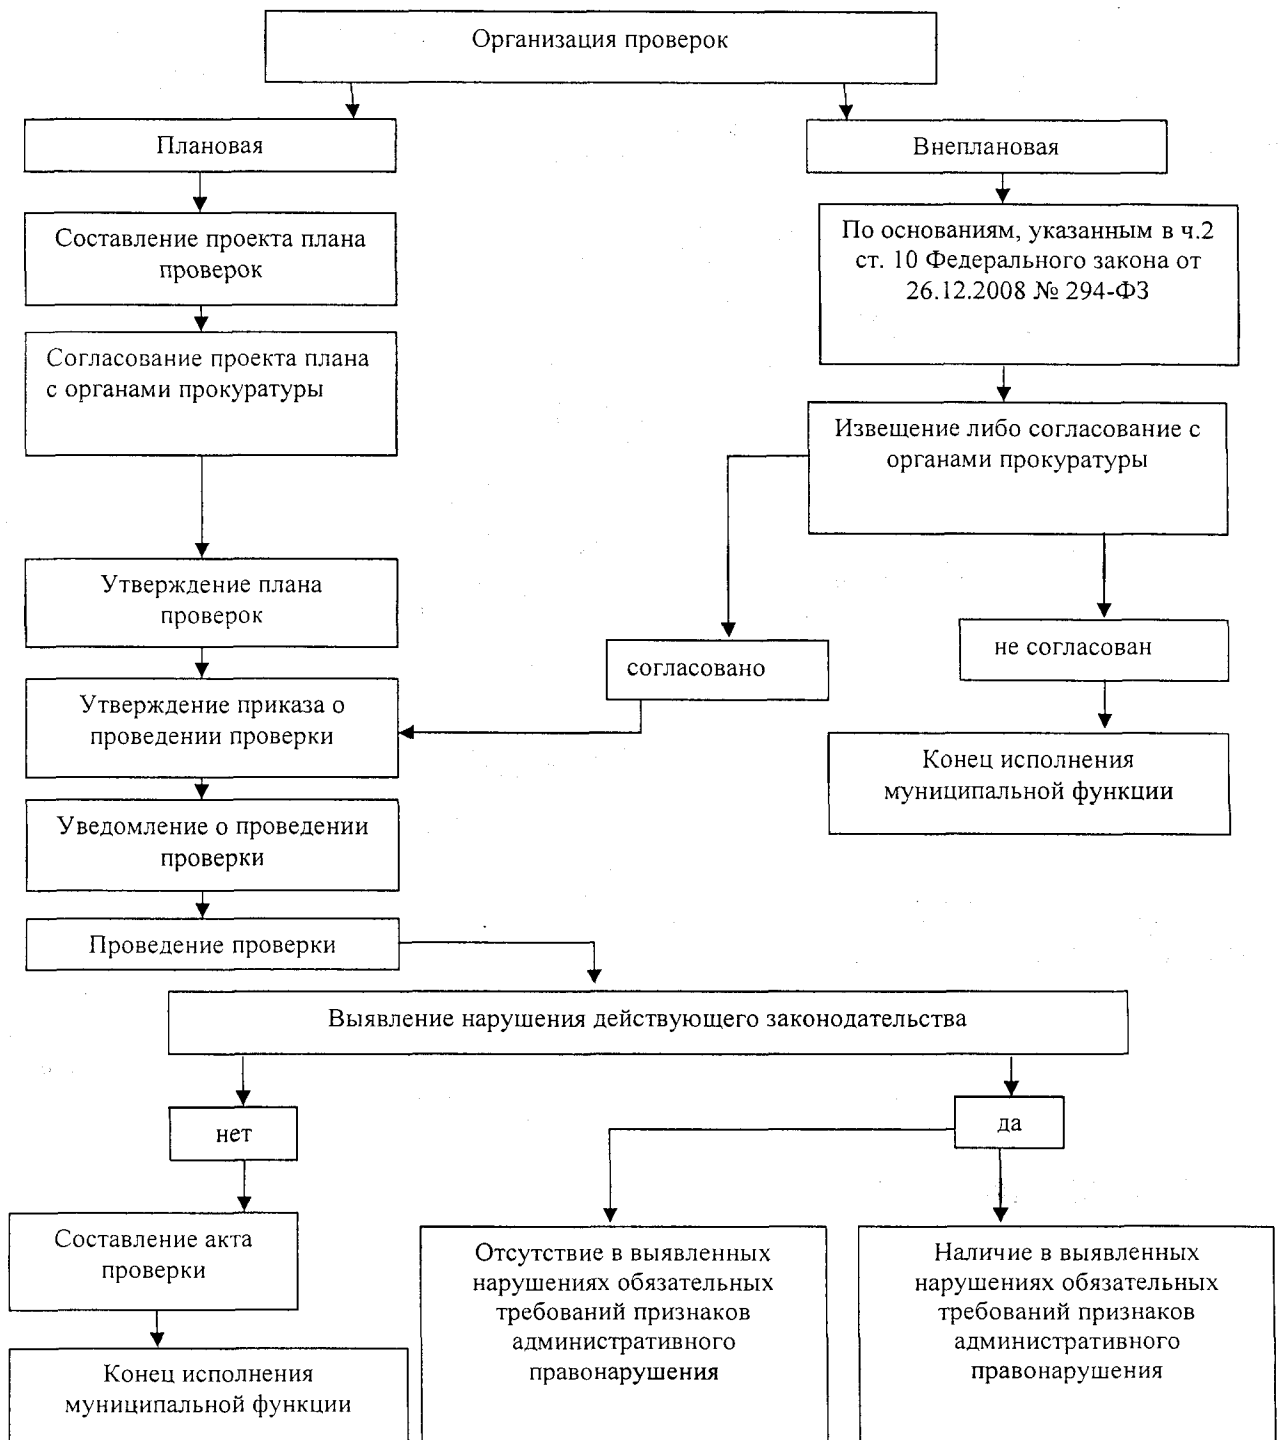 Организация проверок
Плановая
Внеплановая
Составление проекта плана
проверок
По основаниям, указанным в ч.2
ст. 10 Федерального закона от
26.12.2008 № 294-ФЗ
Согласование проекта плана
с органами прокуратуры
Извещение либо согласование с
органами прокуратуры
Утверждение плана
проверок
согласовано
не согласован
Утверждение приказа о
проведении проверки
Конец исполнения
муниципальной функции
Уведомление о проведении
проверки
Проведение проверки
Выявление нарушения действующего законодательства
нет
да
Составление акта
проверки
Отсутствие в выявленных
нарушениях обязательных
требований признаков
административного
правонарушения
Наличие в выявленных
нарушениях обязательных
требований признаков
административного
правонарушения
Конец исполнения
муниципальной функции